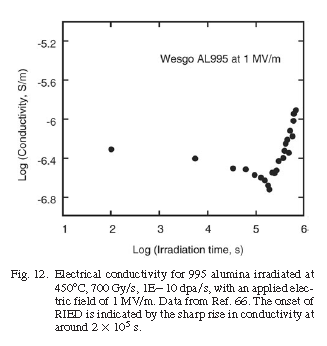 -5.2
Wesgo AL995 at 1 MV/m
-5.6
-6
-6.4
-6.8
Log (Conductivity, S/m)
1 2 3 4 5 6
Log (Irradiation time, s)
Fig. 12. Electrical conductivity for 995 alumina irradiated at
450°C, 700 Gy/s, 1E–10 dpa/s, with an applied elec-
tric field of 1 MV/m. Data from Ref. 66. The onset of
RIED is indicated by the sharp rise in conductivity at
around 2 × 10⁵ s.